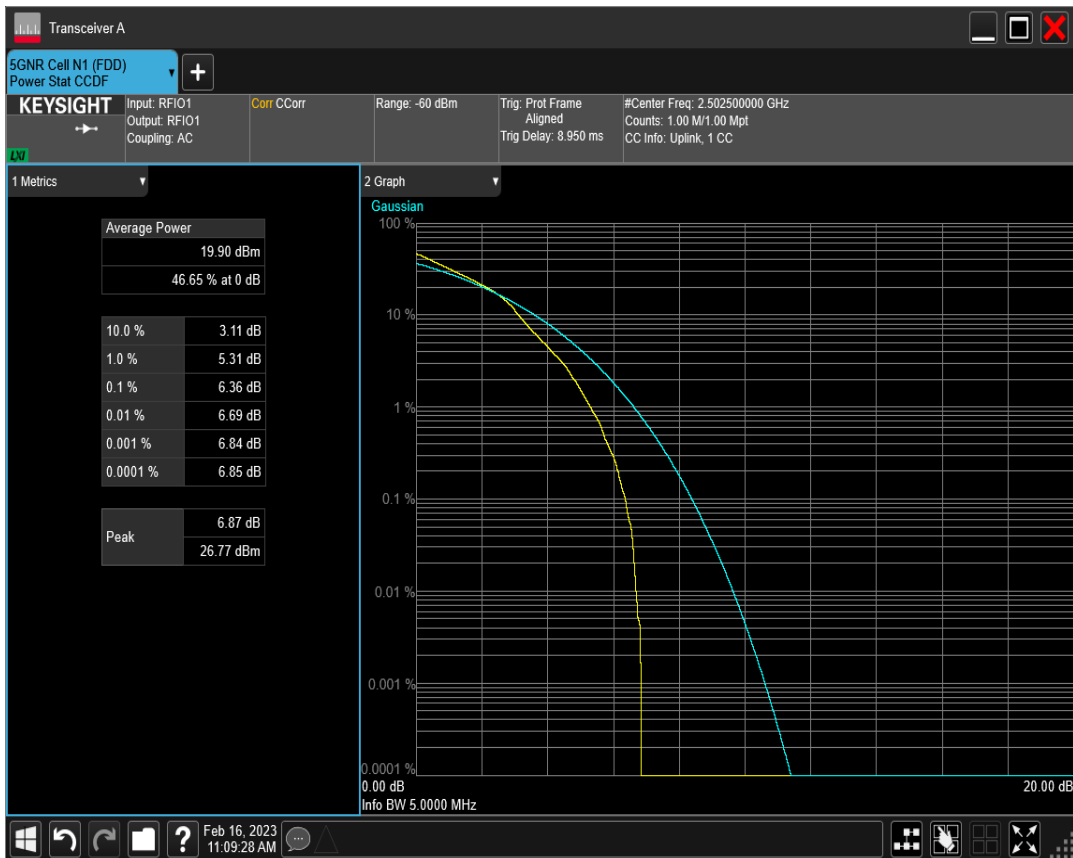 Transceiver A
5GNR Cell N1 (FDD)
Power Stat CCDF
KEYSIGHT
LXI
Input: RFIO1
Output: RFIO1
Coupling: AC
Corr CCorr
Range: -60 dBm
Trig: Prot Frame
Aligned
Trig Delay: 8.950 ms
#Center Freq: 2.502500000 GHz
Counts: 1.00 M/1.00 Mpt
CC Info: Uplink, 1 CC
1 Metrics
Average Power
19.90 dBm
46.65 % at 0 dB
10.0 % 3.11 dB
1.0 % 5.31 dB
0.1 % 6.36 dB
0.01 % 6.69 dB
0.001 % 6.84 dB
0.0001 % 6.85 dB
Peak
6.87 dB
26.77 dBm
2 Graph
Gaussian
100 %
10 %
1 %
0.1 %
0.01 %
0.001 %
0.0001 %
0.00 dB 20.00 dB
Info BW 5.0000 MHz
?
Feb 16, 2023
11:09:28 AM